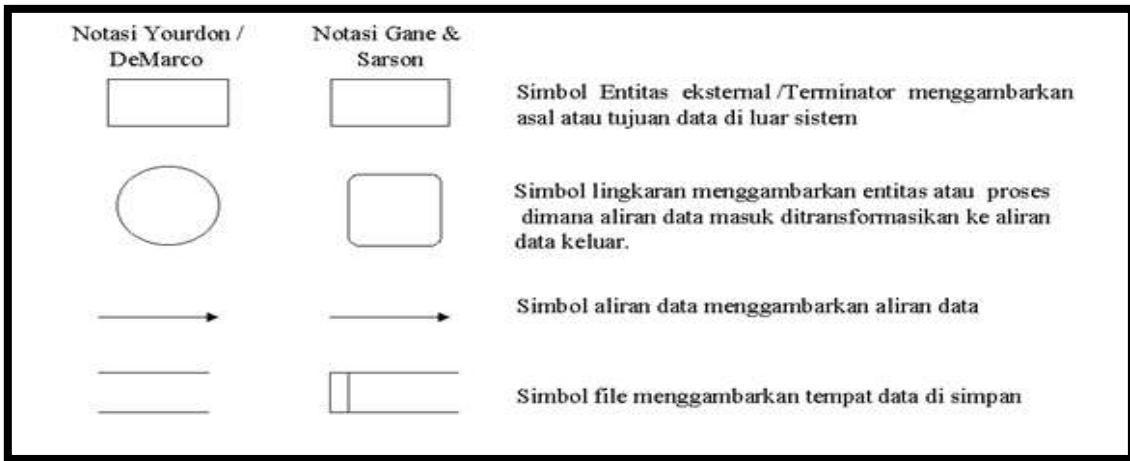 Notasi Yourdon /
DeMarco
Notasi Gane &
Sarson
Simbol Entitas eksternal /Terminator menggambarkan
asal atau tujuan data di luar sistem
Simbol lingkaran menggambarkan entitas atau proses
dimana aliran data masuk ditransformasikan ke aliran
data keluar.
Simbol aliran data menggambarkan aliran data
Simbol file menggambarkan tempat data di simpan